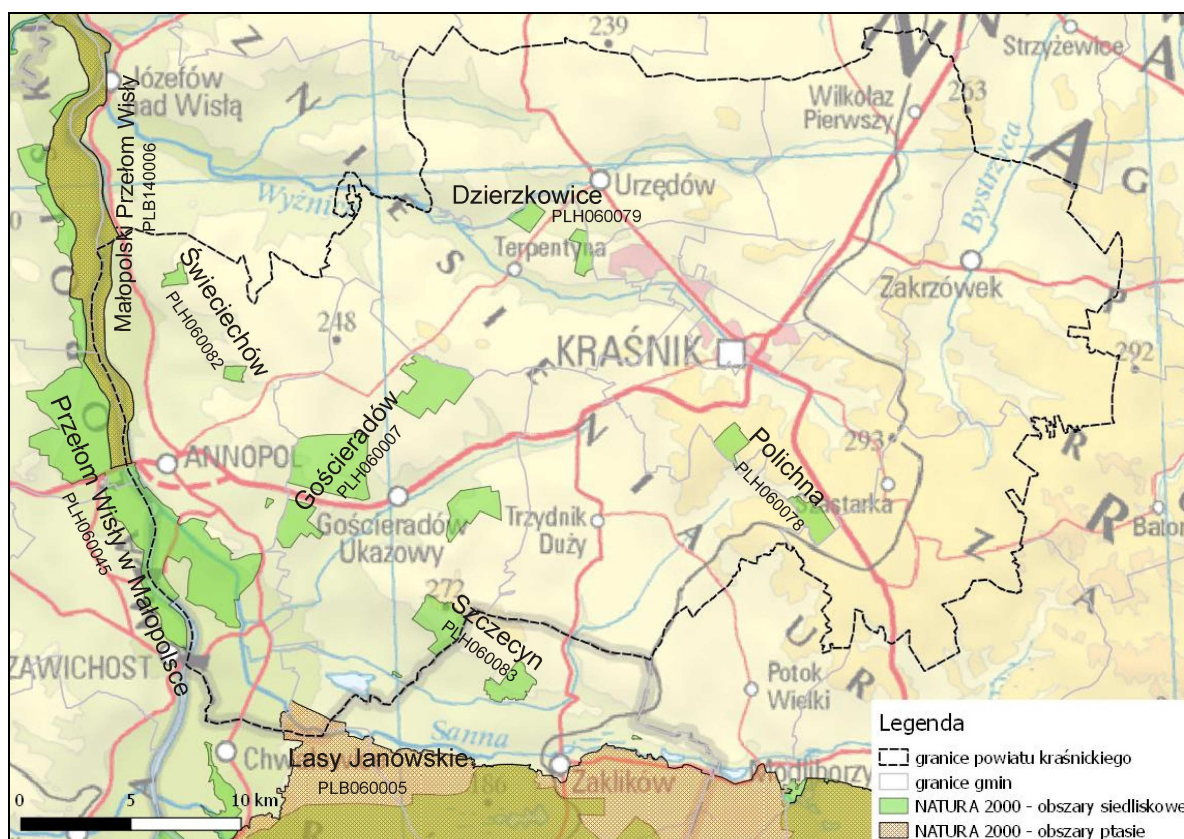 239
Strzyżewice
Józefów
nad Wisłą
Wilkołaz
Pierwszy
263
Małopolski Przełom Wisły
PLB140006
Wyżnica
Dzierzkowice
PLH060079
Urzędów
Bystrzyca
Terpentyna
Świeciechów
PLH060082
Zakrzówek
248
KRAŚNIK
292
Gościeradów
PLH060007
ANNOPOL
Przełom Wisły w Małopolsce
PLH060045
Polichna
PLH060078
293
Szastarka
Gościeradów
Ukazowy
Trzydnik
Duży
272
Szczecyn
PLH060083
ZAWICHOST
Potok
Wielki
Sanna
Lasy Janowskie
PLB060005
186
Zaklików
Legenda
granice powiatu kraśnickiego
granice gmin
NATURA 2000 - obszary siedliskowe
NATURA 2000 - obszary ptasie
0 5 10 km